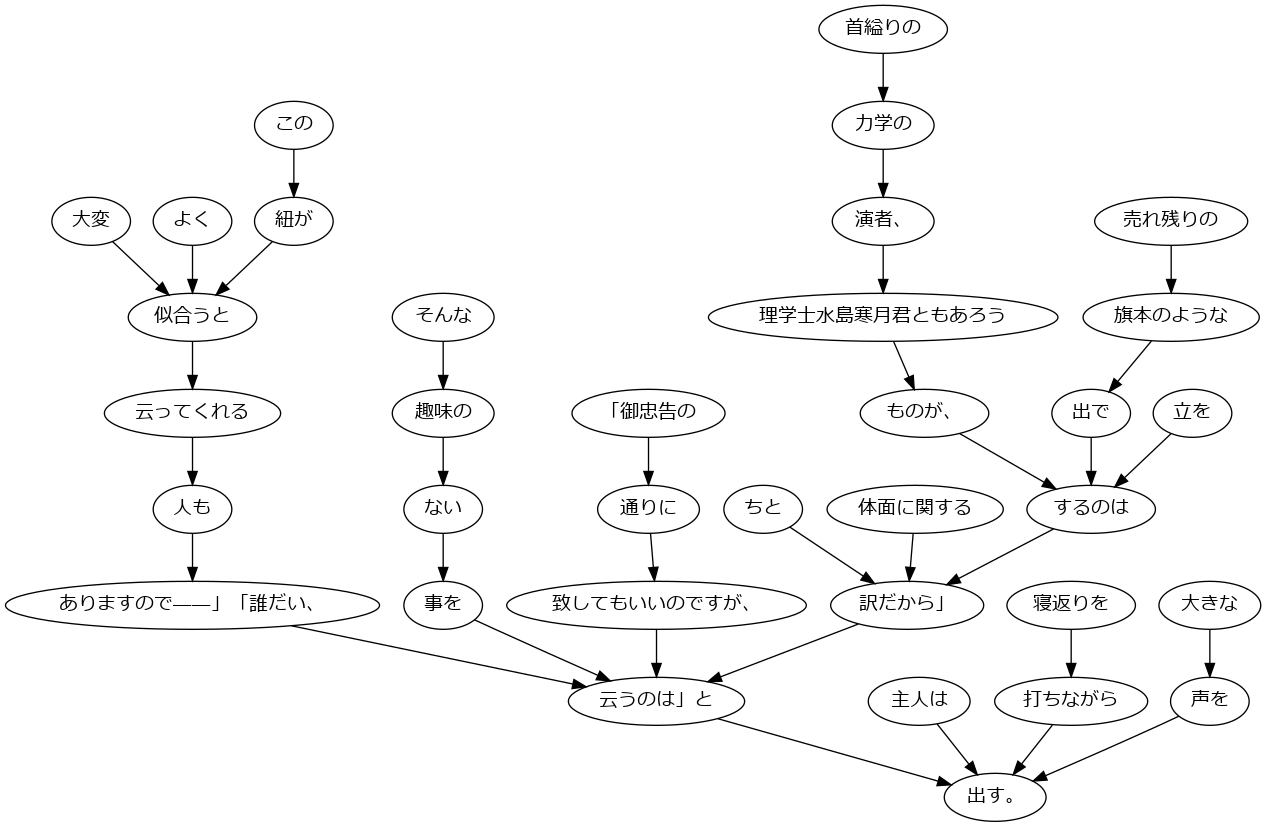 首縊りの
この
力学の
大変
よく
紐が
演者、
売れ残りの
似合うと
そんな
理学士水島寒月君ともあろう
旗本のような
云ってくれる
趣味の
「御忠告の
ものが、
出で
立を
人も
ない
通りに
ちと
体面に関する
するのは
ありますので――」「誰だい、
事を
致してもいいのですが、
訳だから」
寝返りを
大きな
云うのは」と
主人は
打ちながら
声を
出す。